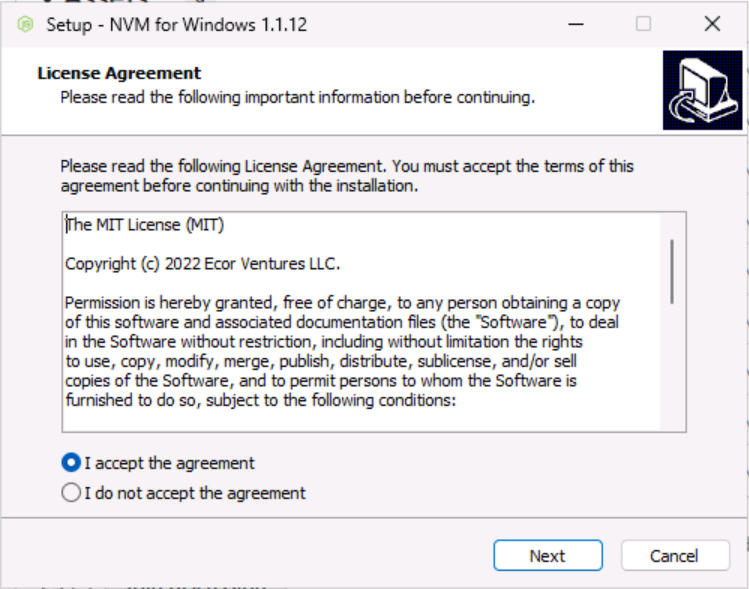 Setup - NVM for Windows 1.1.12
License Agreement
Please read the following important information before continuing.
Please read the following License Agreement. You must accept the terms of this
agreement before continuing with the installation.
The MIT License (MIT)
Copyright (c) 2022 Ecor Ventures LLC.
Permission is hereby granted, free of charge, to any person obtaining a copy
of this software and associated documentation files (the "Software"), to deal
in the Software without restriction, including without limitation the rights
to use, copy, modify, merge, publish, distribute, sublicense, and/or sell
copies of the Software, and to permit persons to whom the Software is
furnished to do so, subject to the following conditions:
I accept the agreement
I do not accept the agreement
Next
Cancel